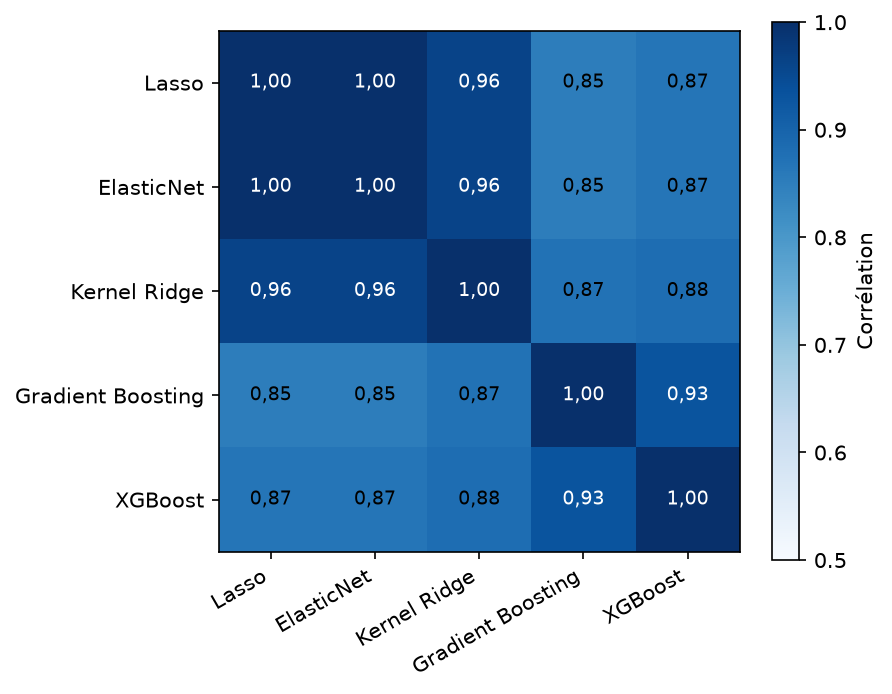 1.0
Lasso 1,00 1,00 0,96 0,85 0,87
0.9
ElasticNet 1,00 1,00 0,96 0,85 0,87
0.8
Corrélation
Kernel Ridge 0,96 0,96 1,00 0,87 0,88
0.7
Gradient Boosting 0,85 0,85 0,87 1,00 0,93
0.6
XGBoost 0,87 0,87 0,88 0,93 1,00
0.5
Lasso
ElasticNet
Kernel Ridge
Gradient Boosting
XGBoost